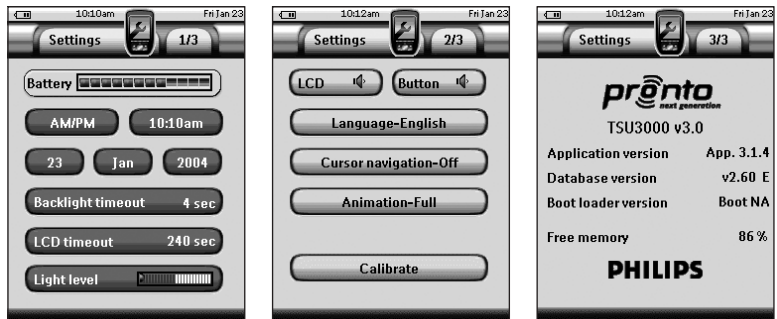 10:10am Fri Jan 23
Settings 1/3
Battery
AM/PM 10:10am
23 Jan 2004
Backlight timeout 4 sec
LCD timeout 240 sec
Light level
10:12am Fri Jan 23
Settings 2/3
LCD Button
Language-English
Cursor navigation-Off
Animation-Full
Calibrate
10:12am Fri Jan 23
Settings 3/3
pronto
next generation
TSU3000 v3.0
Application version App. 3.1.4
Database version v2.60 E
Boot loader version Boot NA
Free memory 86 %
PHILIPS